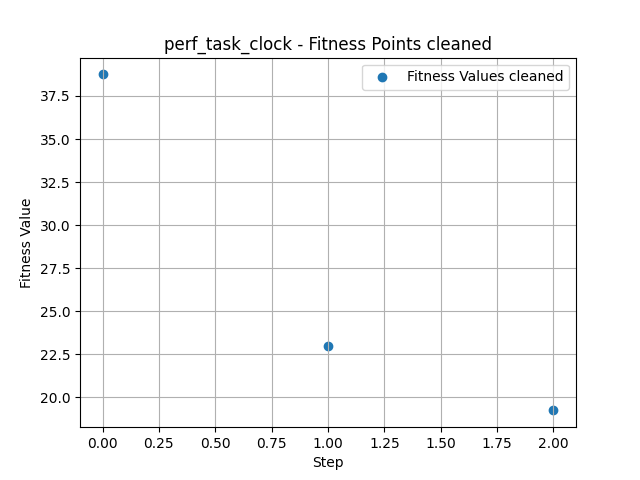 perf_task_clock - Fitness Points cleaned
Fitness Values cleaned
Fitness Value
37.5
35.0
32.5
30.0
27.5
25.0
22.5
20.0
0.00 0.25 0.50 0.75 1.00 1.25 1.50 1.75 2.00
Step